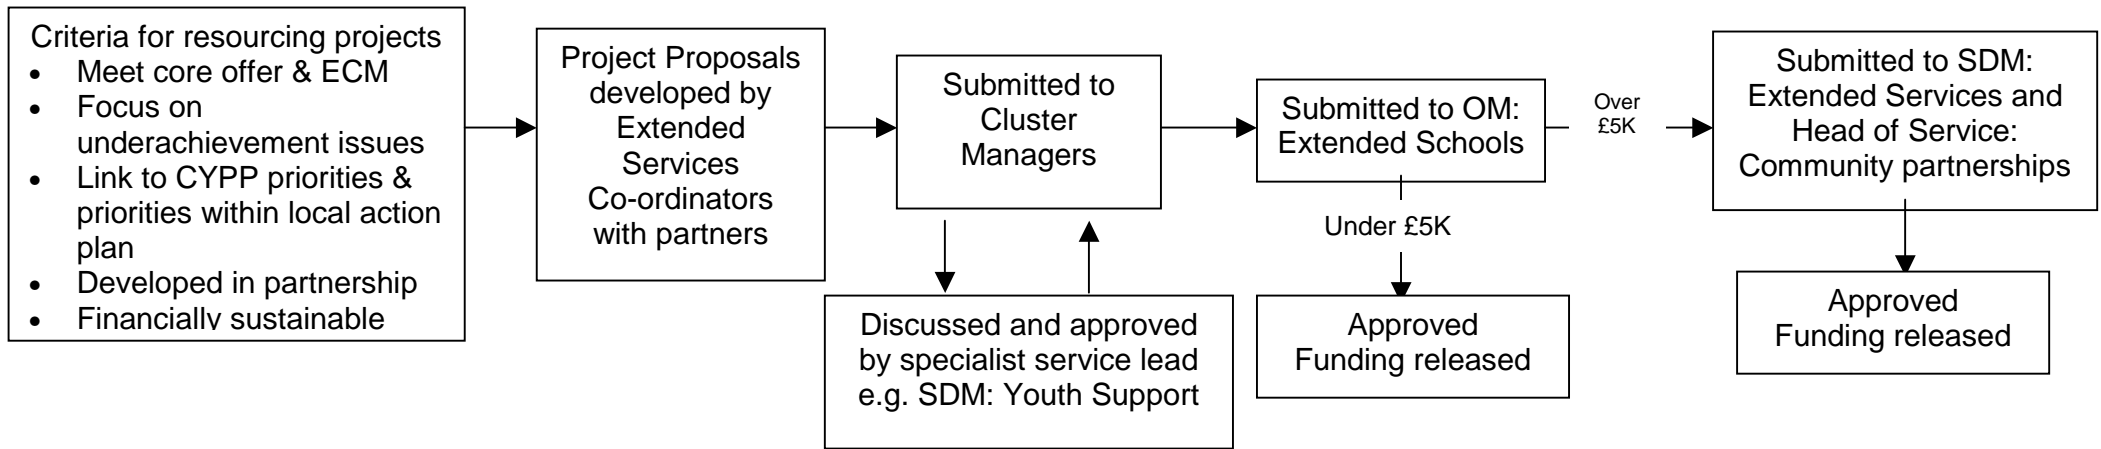 Criteria for resourcing projects
• Meet core offer & ECM
• Focus on
underachievement issues
• Link to CYPP priorities &
priorities within local action
plan
• Developed in partnership
• Financially sustainable
Project Proposals
developed by
Extended
Services
Co-ordinators
with partners
Submitted to
Cluster
Managers
Discussed and approved
by specialist service lead
e.g. SDM: Youth Support
Submitted to OM:
Extended Schools
Under £5K
Approved
Funding released
Over
£5K
Submitted to SDM:
Extended Services and
Head of Service:
Community partnerships
Approved
Funding released